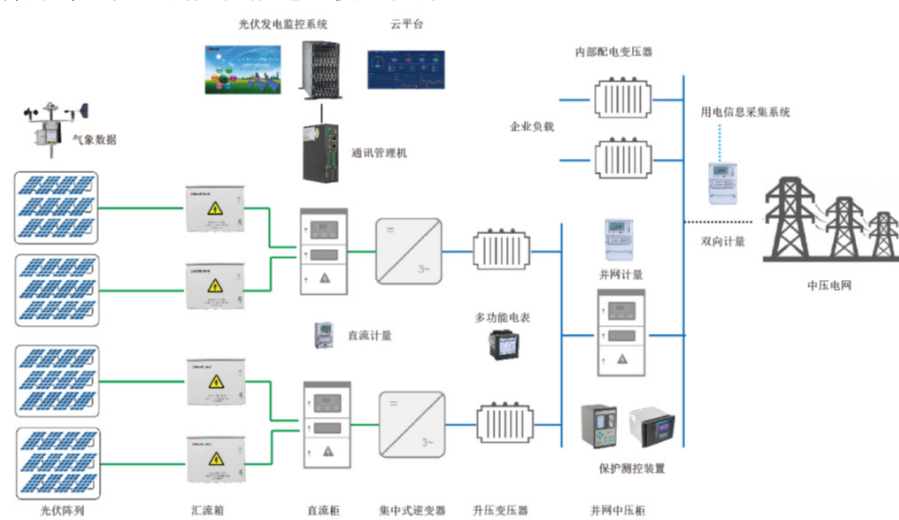 光伏发电监控系统
云平台
内部配电变压器
气象数据
通讯管理机
企业负载
用电信息采集系统
3~
并网计量
双向计量
中压电网
直流计量
多功能电表
3~
保护测控装置
光伏阵列
汇流箱
直流柜
集中式逆变器
升压变压器
并网中压柜